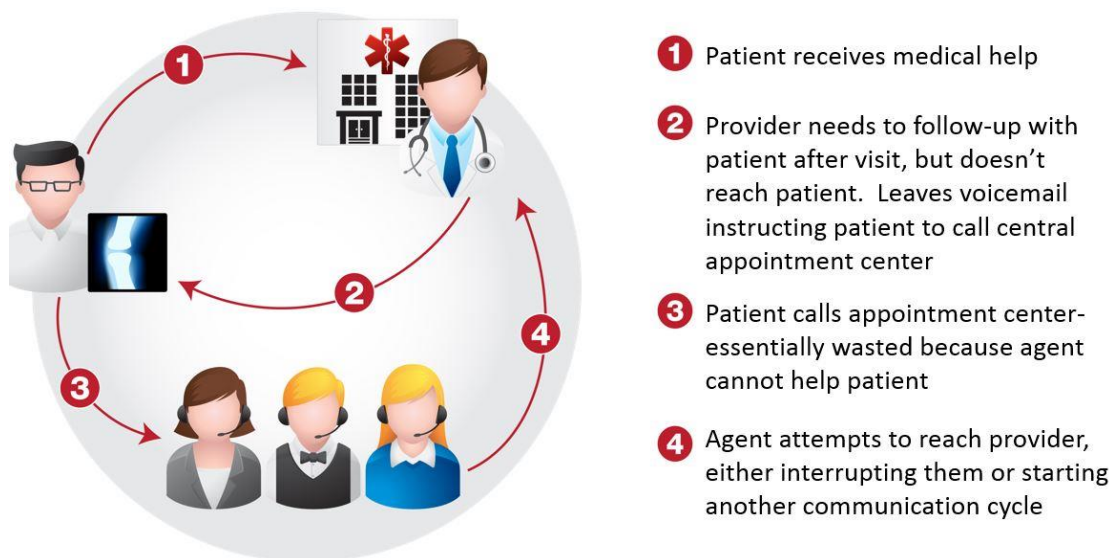 1
2
3
4
1 Patient receives medical help
2 Provider needs to follow-up with
patient after visit, but doesn’t
reach patient.  Leaves voicemail
instructing patient to call central
appointment center
3 Patient calls appointment center-
essentially wasted because agent
cannot help patient
4 Agent attempts to reach provider,
either interrupting them or starting
another communication cycle